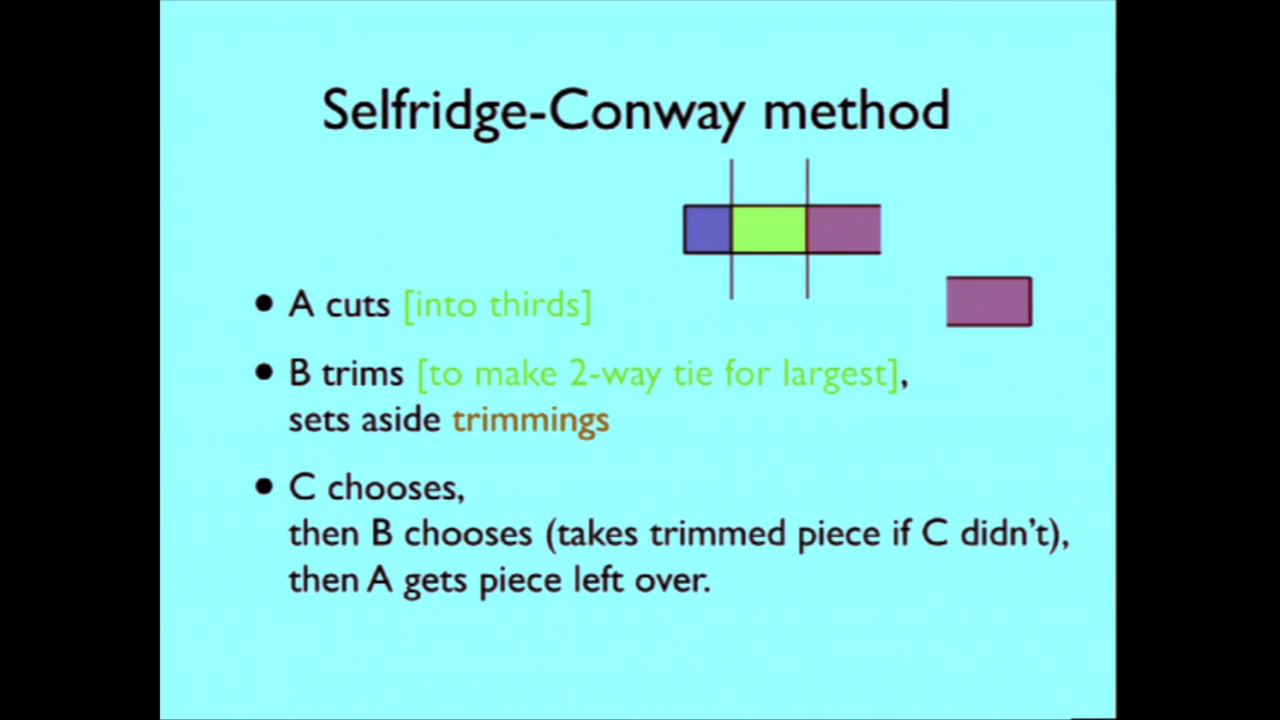 Selfridge-Conway method
• A cuts [into thirds]
• B trims [to make 2-way tie for largest],
sets aside trimmings
• C chooses,
then B chooses (takes trimmed piece if C didn't),
then A gets piece left over.